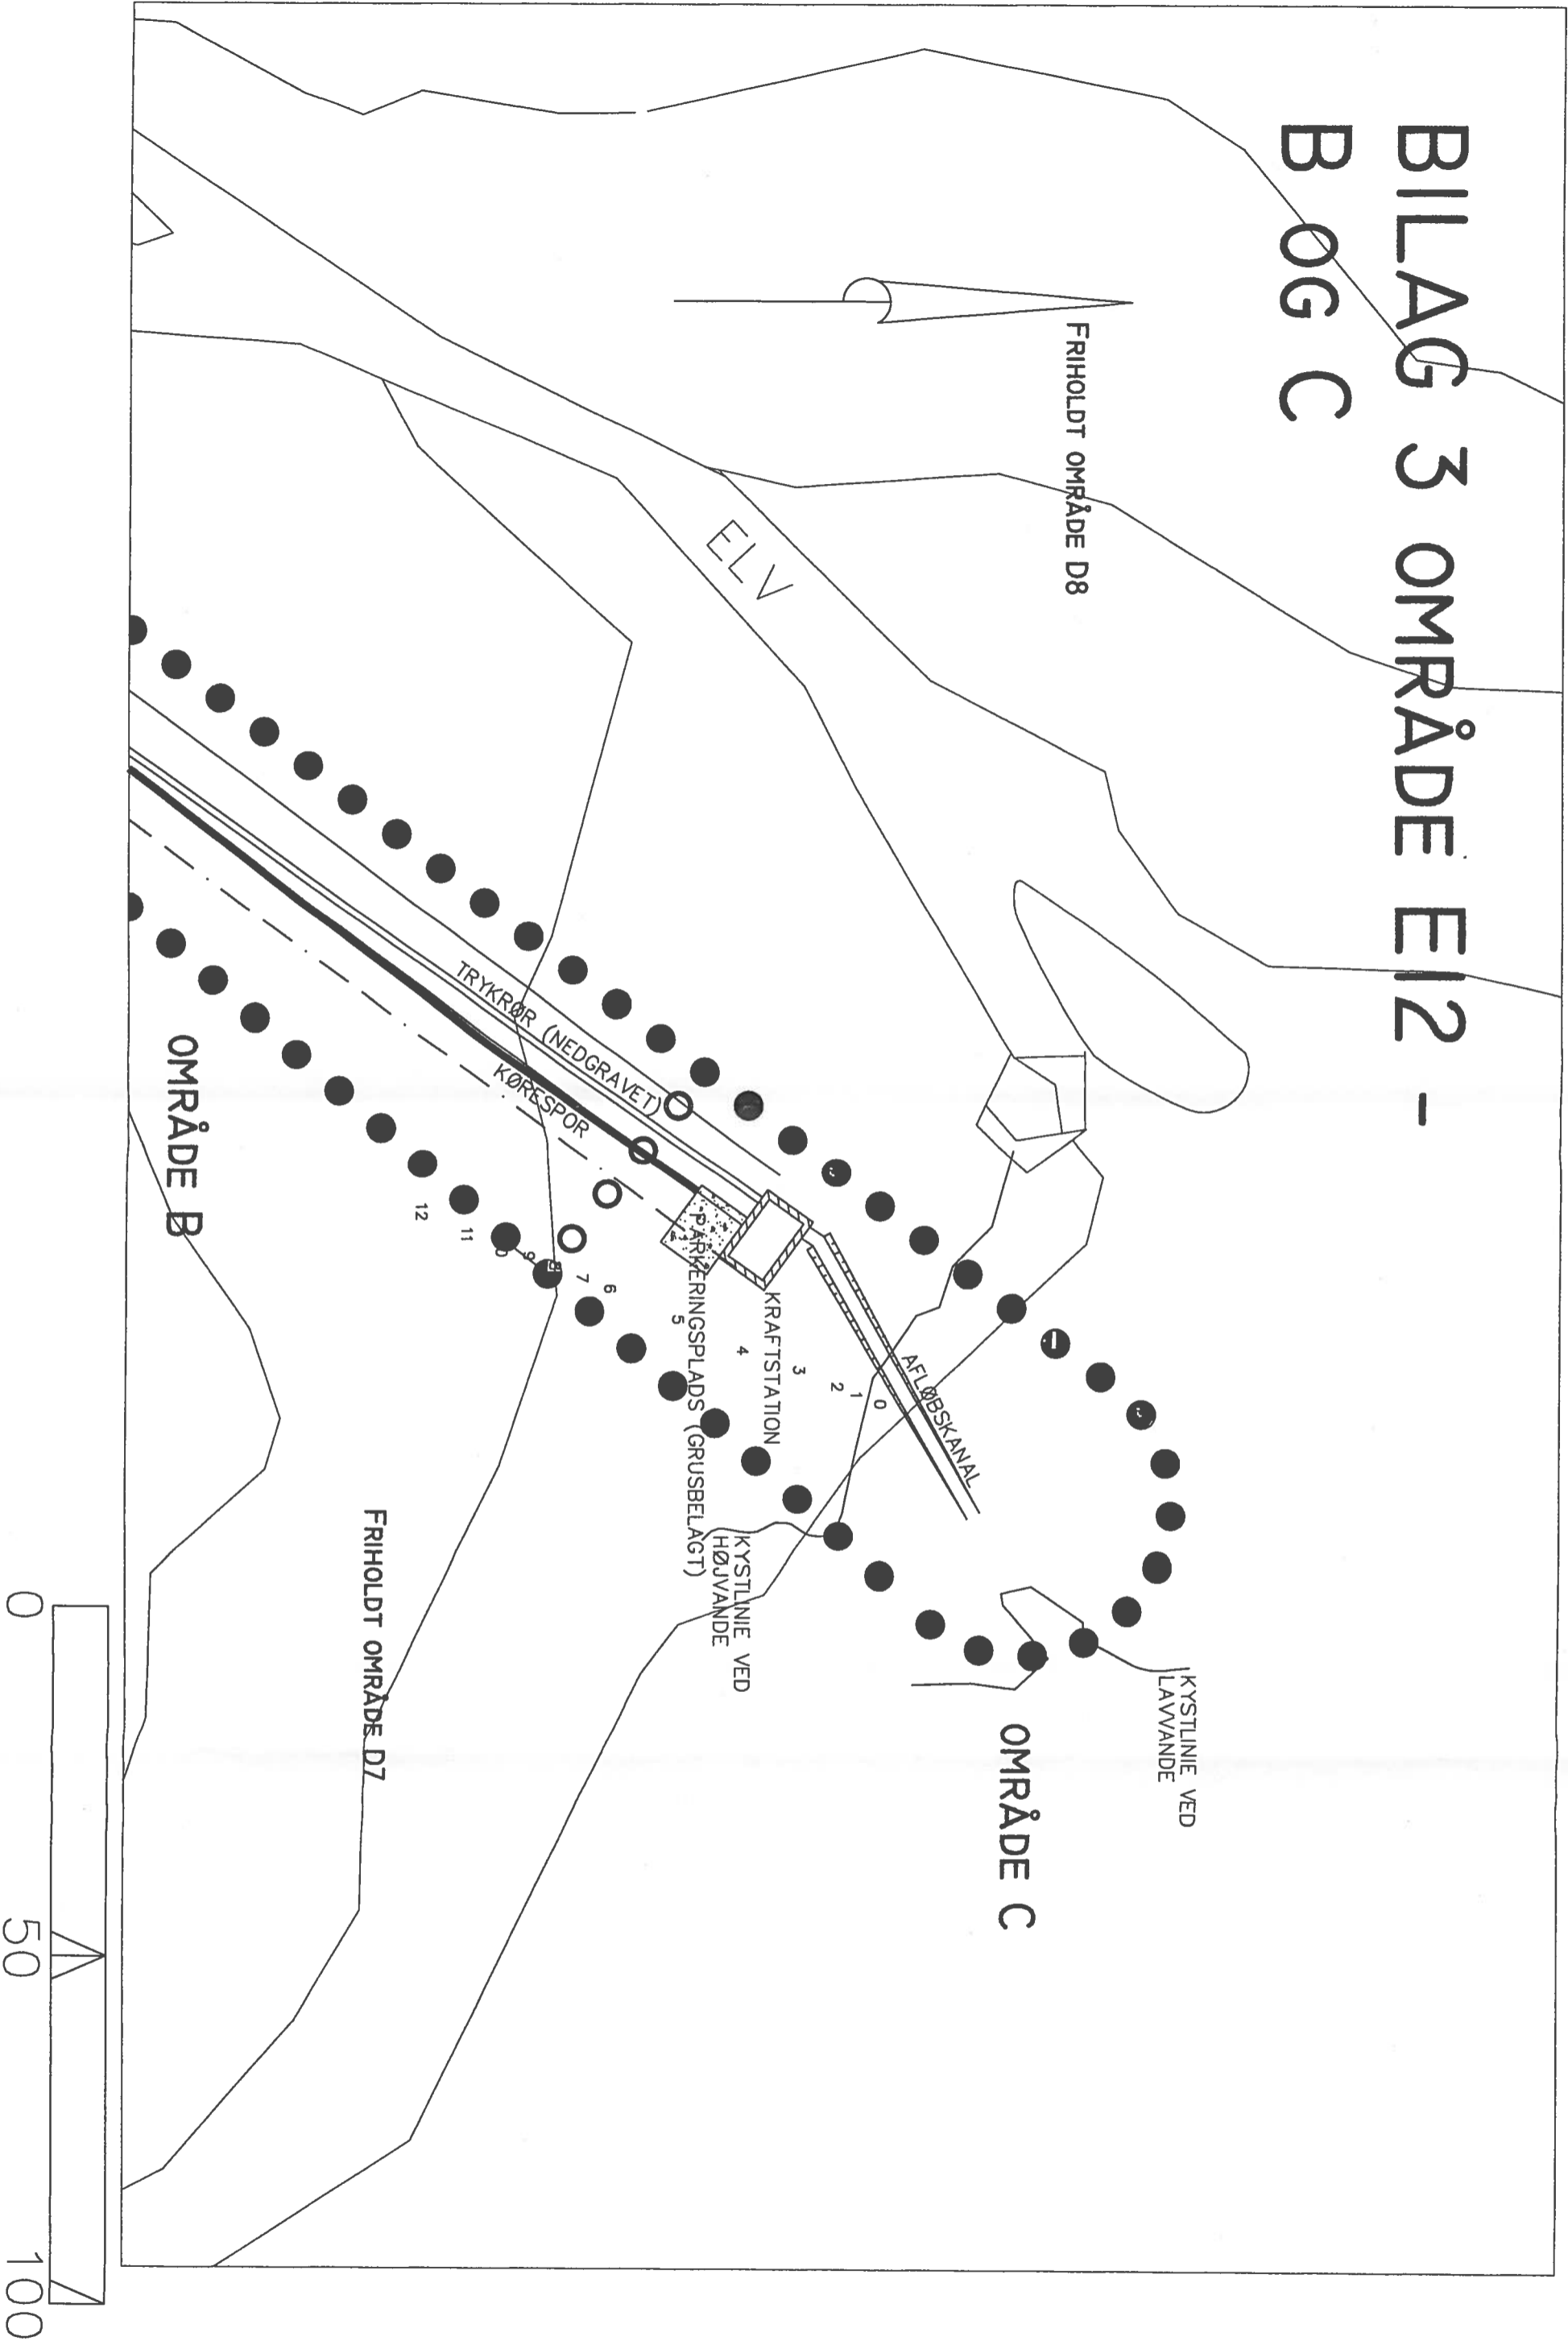 BILAG 3 OMRÅDE E12 -
B OG C
FRIHOLDT OMRÅDE D8
ELV
KYSTLINIE VED
LAVVANDE
OMRÅDE C
AFLØBSKANAL
0
1
2
3
4
5
6
7
8
9
11
12
KRAFTSTATION
PARKERINGSPLADS (GRUSBELAGT)
KYSTLINIE VED
HØJVANDE
TRYKRØR (NEDGRAVET)
KØRESPOR
OMRÅDE B
FRIHOLDT OMRÅDE D7
0
50
100